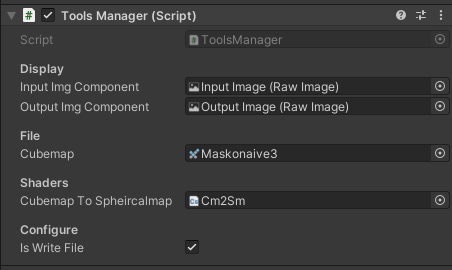 Tools Manager (Script)
Script ToolsManager
Display
Input Img Component Input Image (Raw Image)
Output Img Component Output Image (Raw Image)
File
Cubemap Maskonaive3
Shaders
Cubemap To Spheircalmap Cm2Sm
Configure
Is Write File